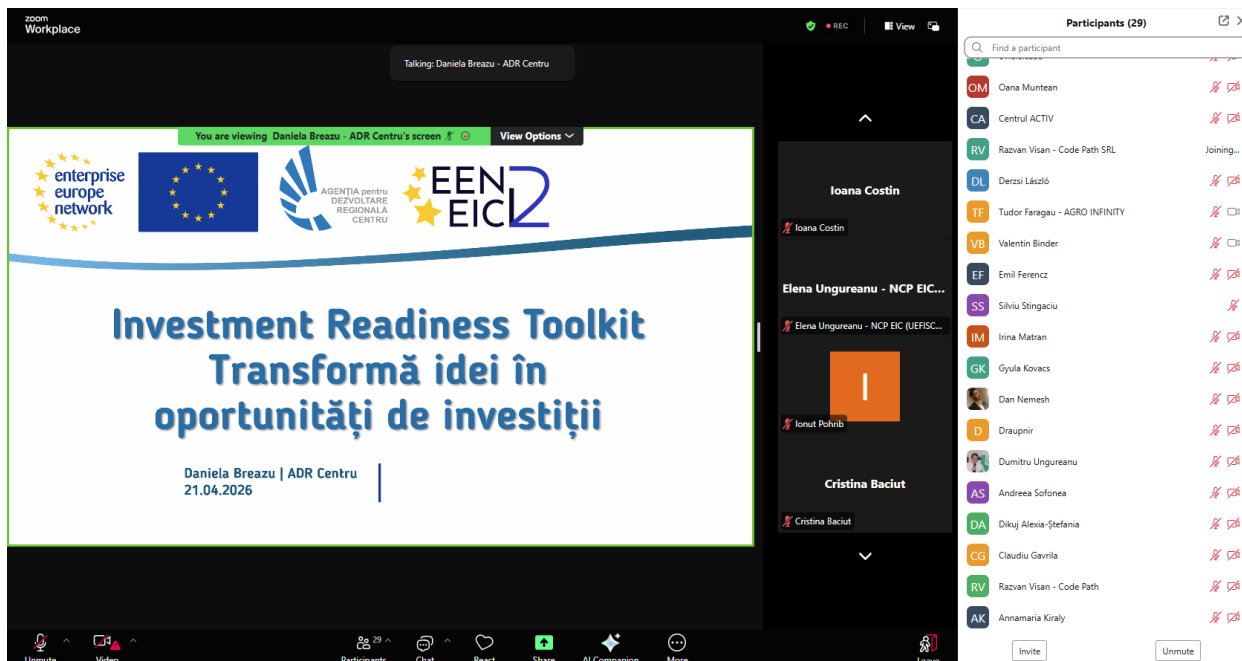 zoom
Workplace
REC
View
Talking: Daniela Breazu - ADR Centru
You are viewing Daniela Breazu - ADR Centru's screen
View Options
enterprise
europe
network
AGENȚIA pentru
DEZVOLTARE
REGIONALĂ
CENTRU
EEN
EIC
12
Investment Readiness Toolkit
Transformă idei în
oportunități de investiții
Daniela Breazu | ADR Centru
21.04.2026
Ioana Costin
Ioana Costin
Elena Ungureanu - NCP EIC...
Elena Ungureanu - NCP EIC (UEFISC...
I
Ionut Pohrib
Cristina Baciut
Cristina Baciut
Unmute
Video
29
Participants
Chat
React
Share
AI Companion
More
Leave
Participants (29)
Find a participant
OM Oana Muntean
CA Centrul ACTIV
RV Razvan Visan - Code Path SRL Joining...
DL Derzsi László
TF Tudor Faragau - AGRO INFINITY
VB Valentin Binder
EF Emil Ferencz
SS Silviu Stingaciu
IM Irina Matran
GK Gyula Kovacs
Dan Nemesh
D Draupnir
Dumitru Ungureanu
AS Andreea Sofonea
DA Dikuj Alexia-Ștefania
CG Claudiu Gavrila
RV Razvan Visan - Code Path
AK Annamaria Kiraly
Invite
Unmute